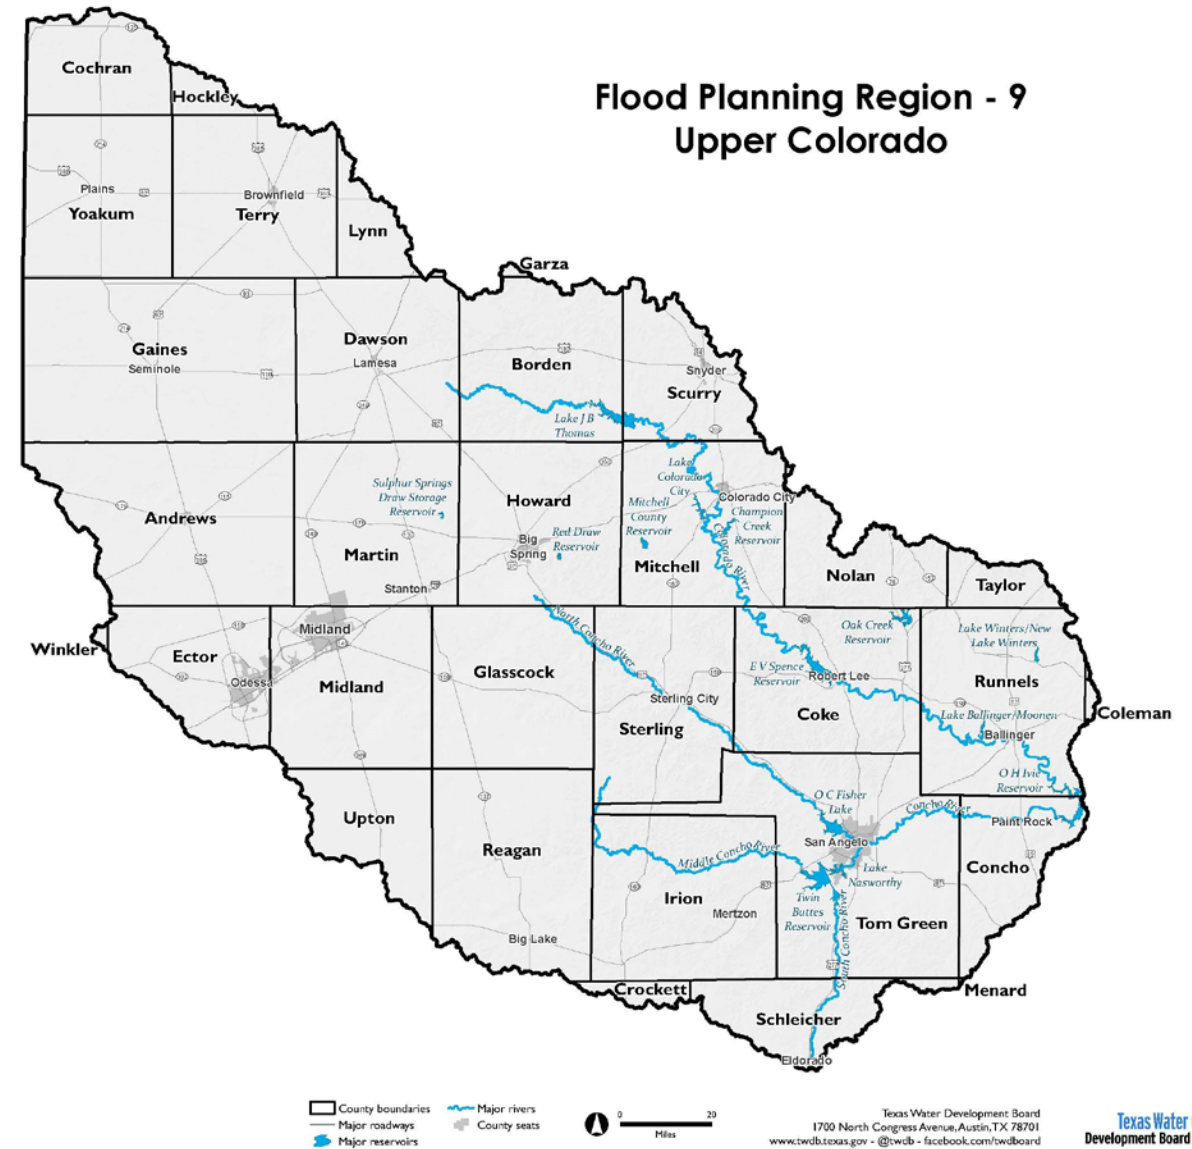 Flood Planning Region - 9
Upper Colorado
Cochran
Hockley
Plains
Yoakum
Brownfield
Terry
Lynn
Garza
Gaines
Seminole
Dawson
Lamesa
Borden
Lake J B
Thomas
Snyder
Scurry
Andrews
Sulphur Springs
Draw Storage
Reservoir
Martin
Stanton
Howard
Big
Spring
Red Draw
Reservoir
Lake
Colorado
City
Mitchell
County
Reservoir
Mitchell
Colorado City
Champion
Creek
Reservoir
Colorado River
Nolan
Taylor
Winkler
Ector
Odessa
Midland
Midland
Glasscock
North Concho River
Sterling City
Sterling
Oak Creek
Reservoir
E V Spence
Reservoir
Robert Lee
Coke
Lake Winters/New
Lake Winters
Runnels
Lake Ballinger/Moonen
Ballinger
O H Ivie
Reservoir
Coleman
Upton
Reagan
Big Lake
Middle Concho River
Irion
Mertzon
O C Fisher
Lake
San Angelo
Concho River
Paint Rock
Concho
Lake
Nasworthy
Twin
Buttes
Reservoir
South Concho River
Tom Green
Crockett
Schleicher
Eldorado
Menard
County boundaries
Major roadways
Major reservoirs
Major rivers
County seats
0 20
Miles
Texas Water Development Board
1700 North Congress Avenue, Austin, TX 78701
www.twdb.texas.gov - @twdb - facebook.com/twdboard
Texas Water
Development Board